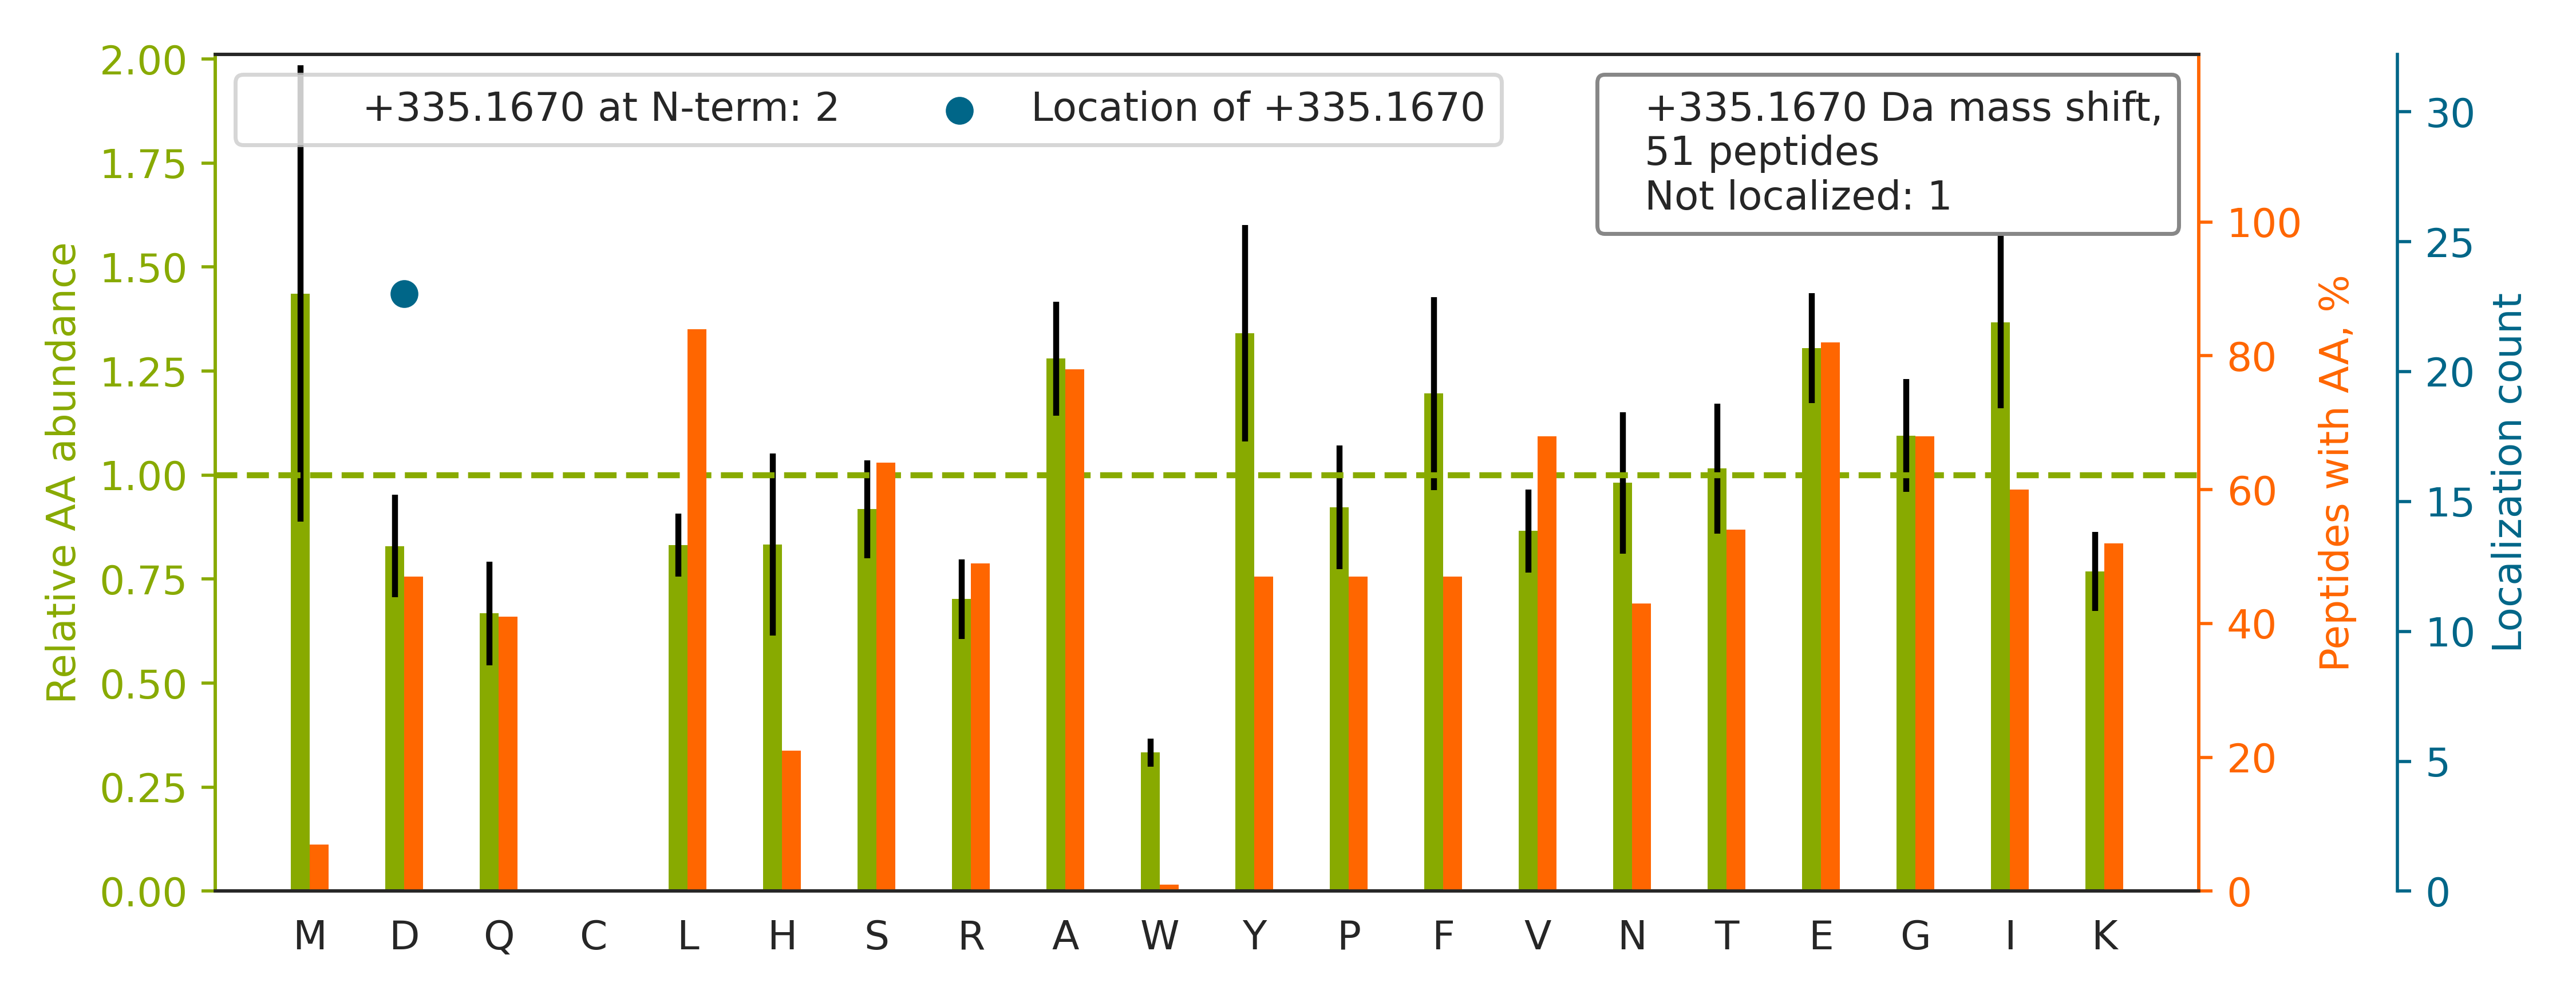 +335.1670 at N-term: 2
Location of +335.1670
+335.1670 Da mass shift,
51 peptides
Not localized: 1
Relative AA abundance
2.00
1.75
1.50
1.25
1.00
0.75
0.50
0.25
0.00
M D Q C L H S R A W Y P F V N T E G I K
100
80
60
40
20
0
Peptides with AA, %
30
25
20
15
10
5
0
Localization count